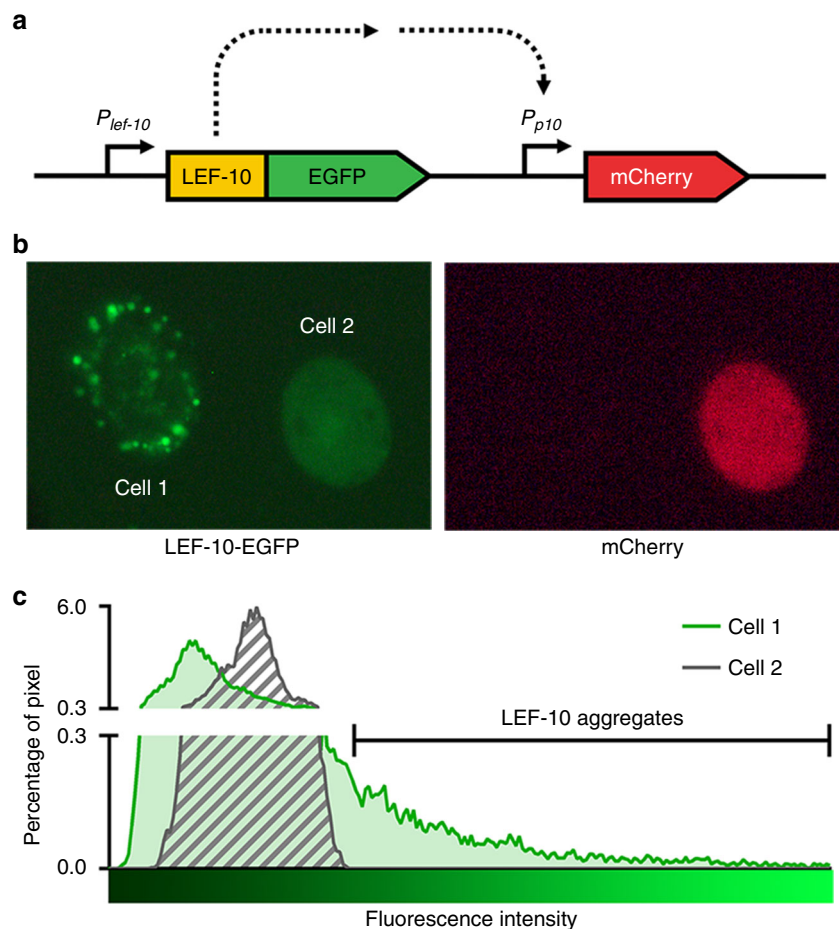 a
P_lef-10
P_p10
LEF-10 EGFP mCherry
b
Cell 2
Cell 1
LEF-10-EGFP mCherry
c
Percentage of pixel
6.0
0.3
0.3
0.0
Cell 1
Cell 2
LEF-10 aggregates
Fluorescence intensity